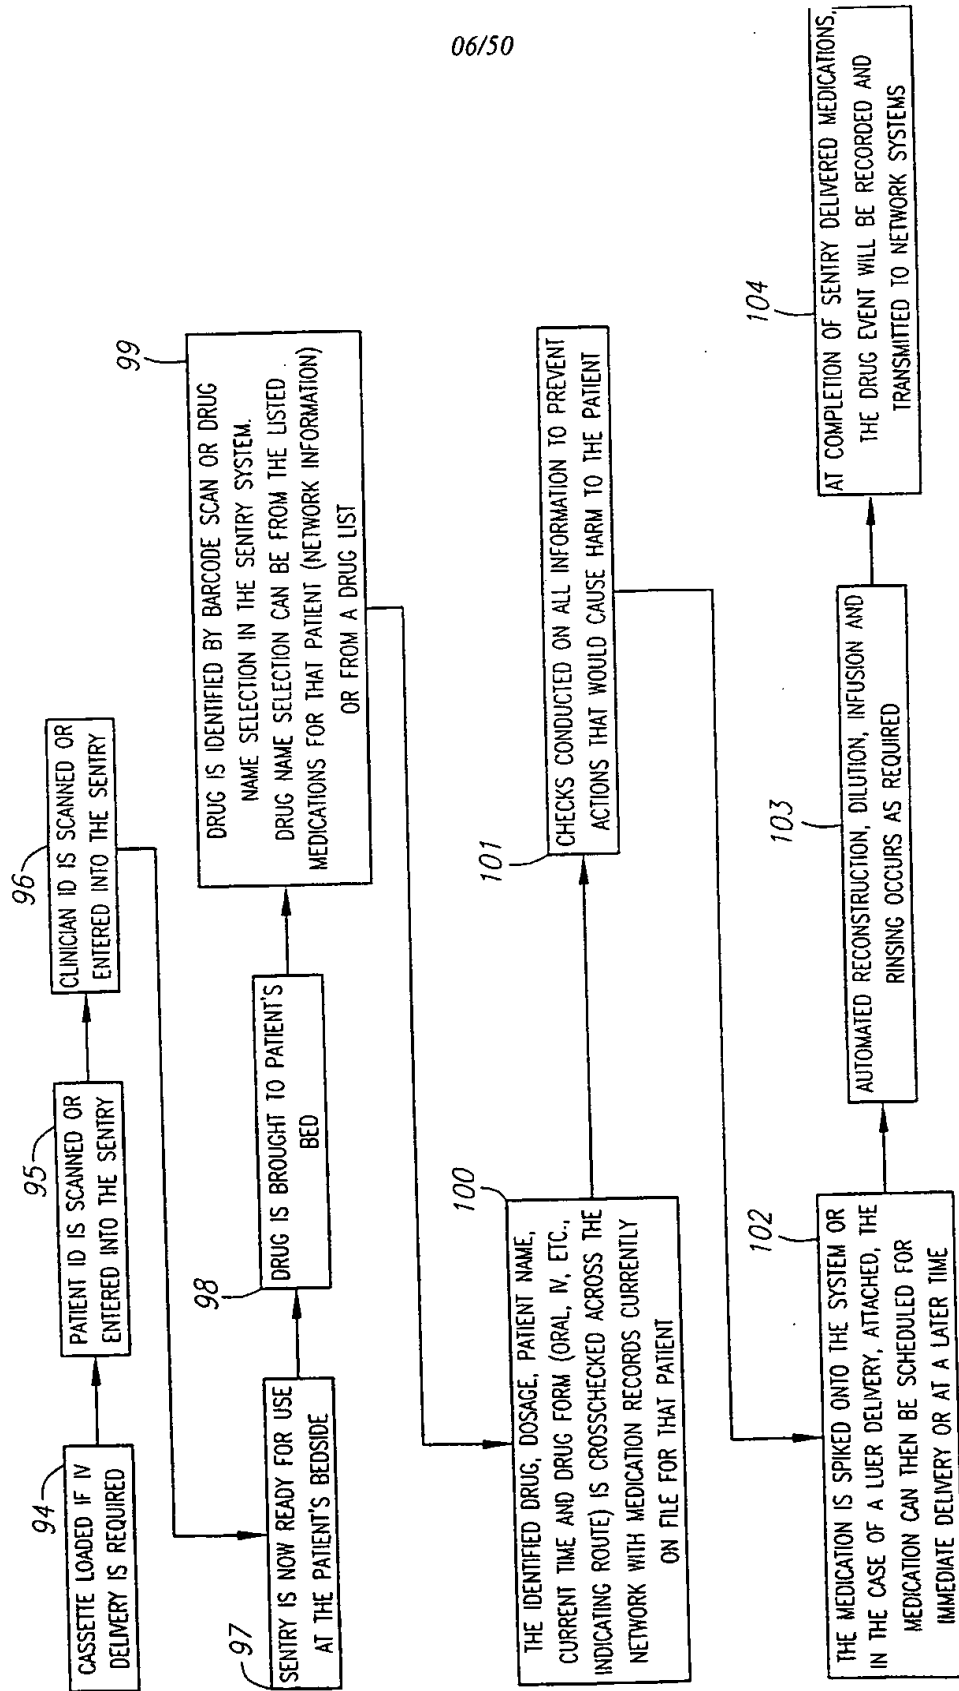 06/50
94
CASSETTE LOADED IF IV
DELIVERY IS REQUIRED
95
PATIENT ID IS SCANNED OR
ENTERED INTO THE SENTRY
96
CLINICIAN ID IS SCANNED OR
ENTERED INTO THE SENTRY
97
SENTRY IS NOW READY FOR USE
AT THE PATIENT'S BEDSIDE
98
DRUG IS BROUGHT TO PATIENT'S
BED
99
DRUG IS IDENTIFIED BY BARCODE SCAN OR DRUG
NAME SELECTION IN THE SENTRY SYSTEM.
DRUG NAME SELECTION CAN BE FROM THE LISTED
MEDICATIONS FOR THAT PATIENT (NETWORK INFORMATION)
OR FROM A DRUG LIST
100
THE IDENTIFIED DRUG, DOSAGE, PATIENT NAME,
CURRENT TIME AND DRUG FORM (ORAL, IV, ETC.,
INDICATING ROUTE) IS CROSSCHECKED ACROSS THE
NETWORK WITH MEDICATION RECORDS CURRENTLY
ON FILE FOR THAT PATIENT
101
CHECKS CONDUCTED ON ALL INFORMATION TO PREVENT
ACTIONS THAT WOULD CAUSE HARM TO THE PATIENT
102
THE MEDICATION IS SPIKED ONTO THE SYSTEM OR
IN THE CASE OF A LUER DELIVERY, ATTACHED, THE
MEDICATION CAN THEN BE SCHEDULED FOR
IMMEDIATE DELIVERY OR AT A LATER TIME
103
AUTOMATED RECONSTRUCTION, DILUTION, INFUSION AND
RINSING OCCURS AS REQUIRED
104
AT COMPLETION OF SENTRY DELIVERED MEDICATIONS,
THE DRUG EVENT WILL BE RECORDED AND
TRANSMITTED TO NETWORK SYSTEMS